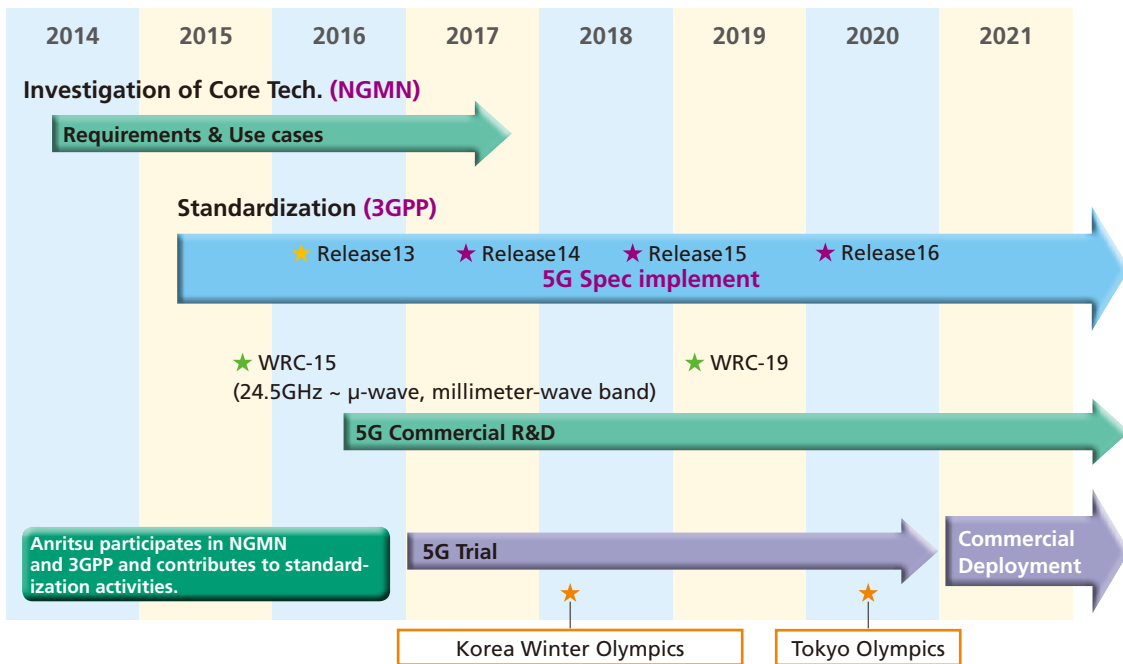 2014 2015 2016 2017 2018 2019 2020 2021
Investigation of Core Tech. (NGMN)
Requirements & Use cases
Standardization (3GPP)
Release13 Release14 Release15 Release16
5G Spec implement
WRC-15 WRC-19
(24.5GHz ~ μ-wave, millimeter-wave band)
5G Commercial R&D
Anritsu participates in NGMN
and 3GPP and contributes to standard-
ization activities.
5G Trial
Commercial
Deployment
Korea Winter Olympics Tokyo Olympics